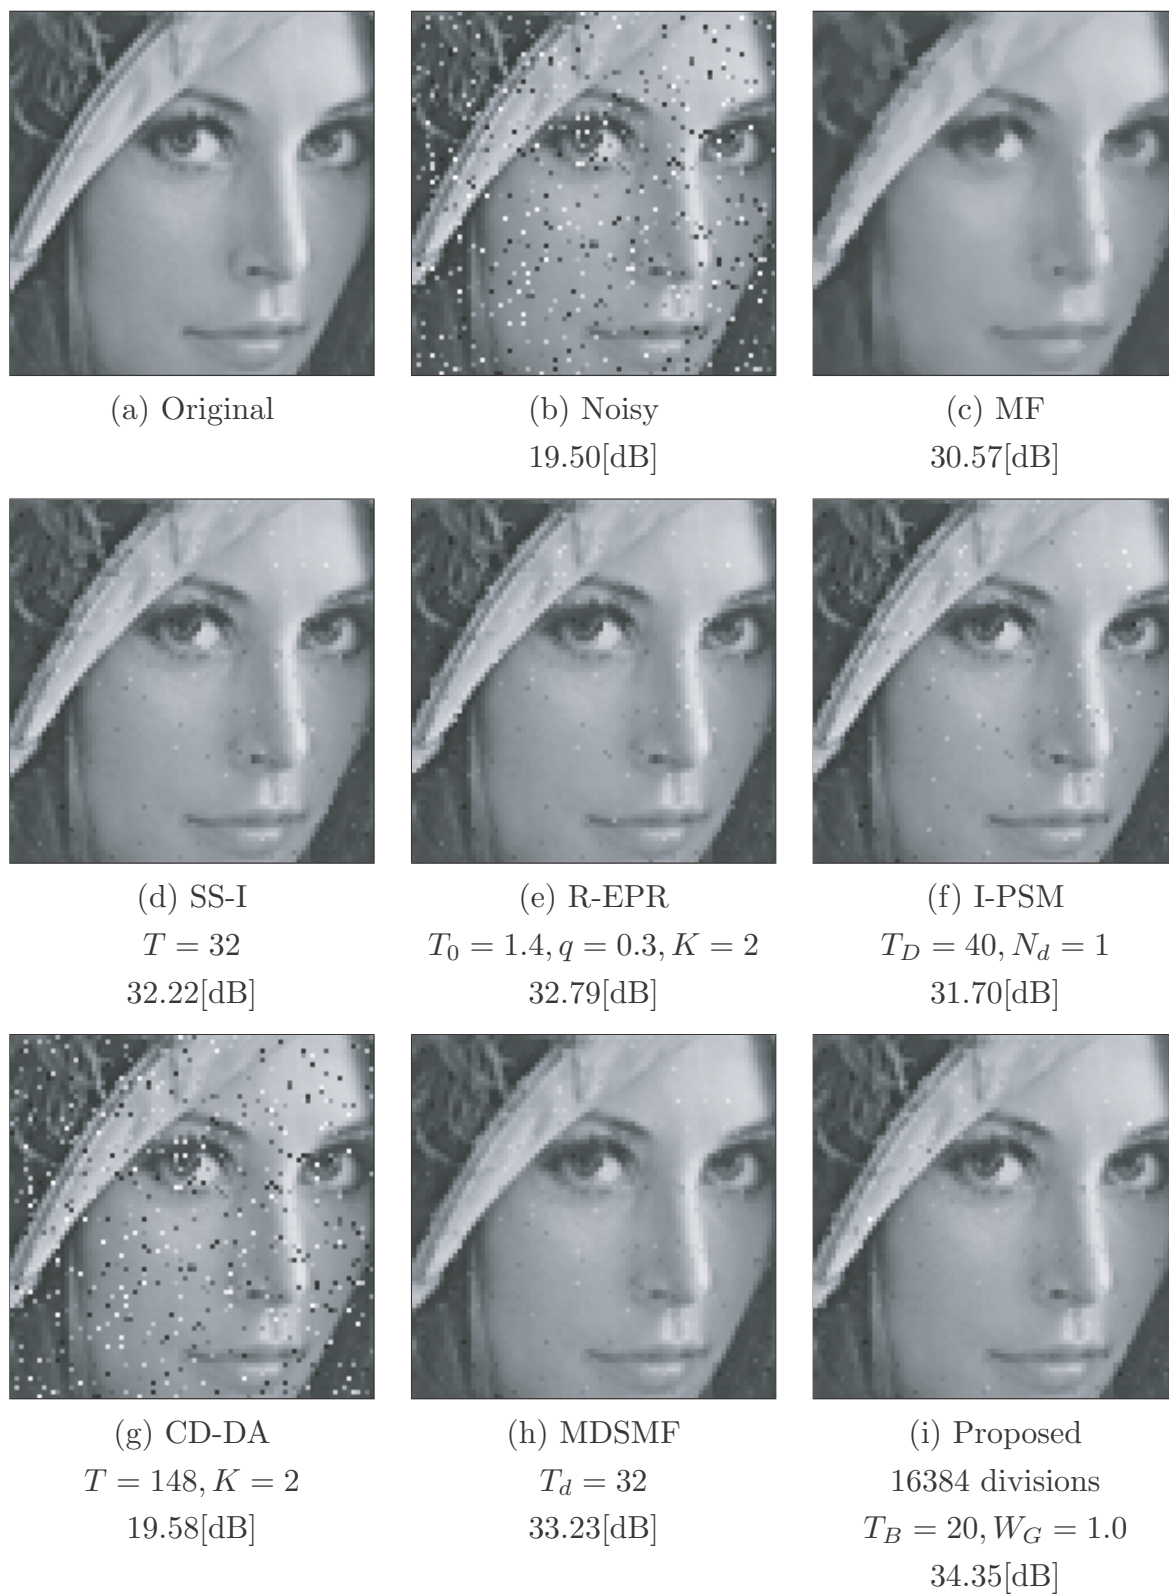 (a) Original
(b) Noisy
19.50[dB]
(c) MF
30.57[dB]
(d) SS-I
T = 32
32.22[dB]
(e) R-EPR
T₀ = 1.4, q = 0.3, K = 2
32.79[dB]
(f) I-PSM
T_D = 40, N_d = 1
31.70[dB]
(g) CD-DA
T = 148, K = 2
19.58[dB]
(h) MDSMF
T_d = 32
33.23[dB]
(i) Proposed
16384 divisions
T_B = 20, W_G = 1.0
34.35[dB]